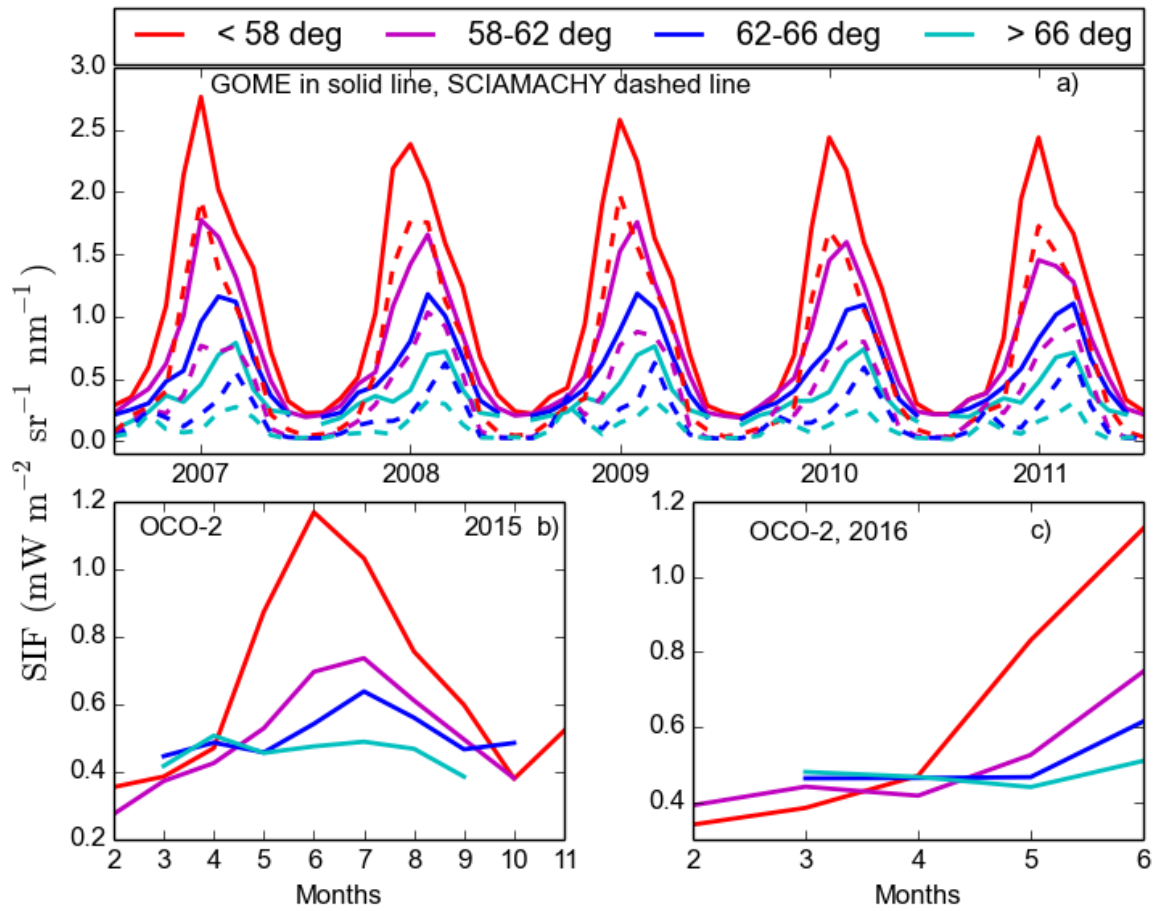 < 58 deg 58-62 deg 62-66 deg > 66 deg
GOME in solid line, SCIAMACHY dashed line a)
3.0
2.5
2.0
1.5
1.0
0.5
0.0
2007 2008 2009 2010 2011
SIF (mW m⁻² sr⁻¹ nm⁻¹)
OCO-2 2015 b)
1.2
1.0
0.8
0.6
0.4
0.2
2 3 4 5 6 7 8 9 10 11
Months
OCO-2, 2016 c)
1.2
1.0
0.8
0.6
0.4
2 3 4 5 6
Months